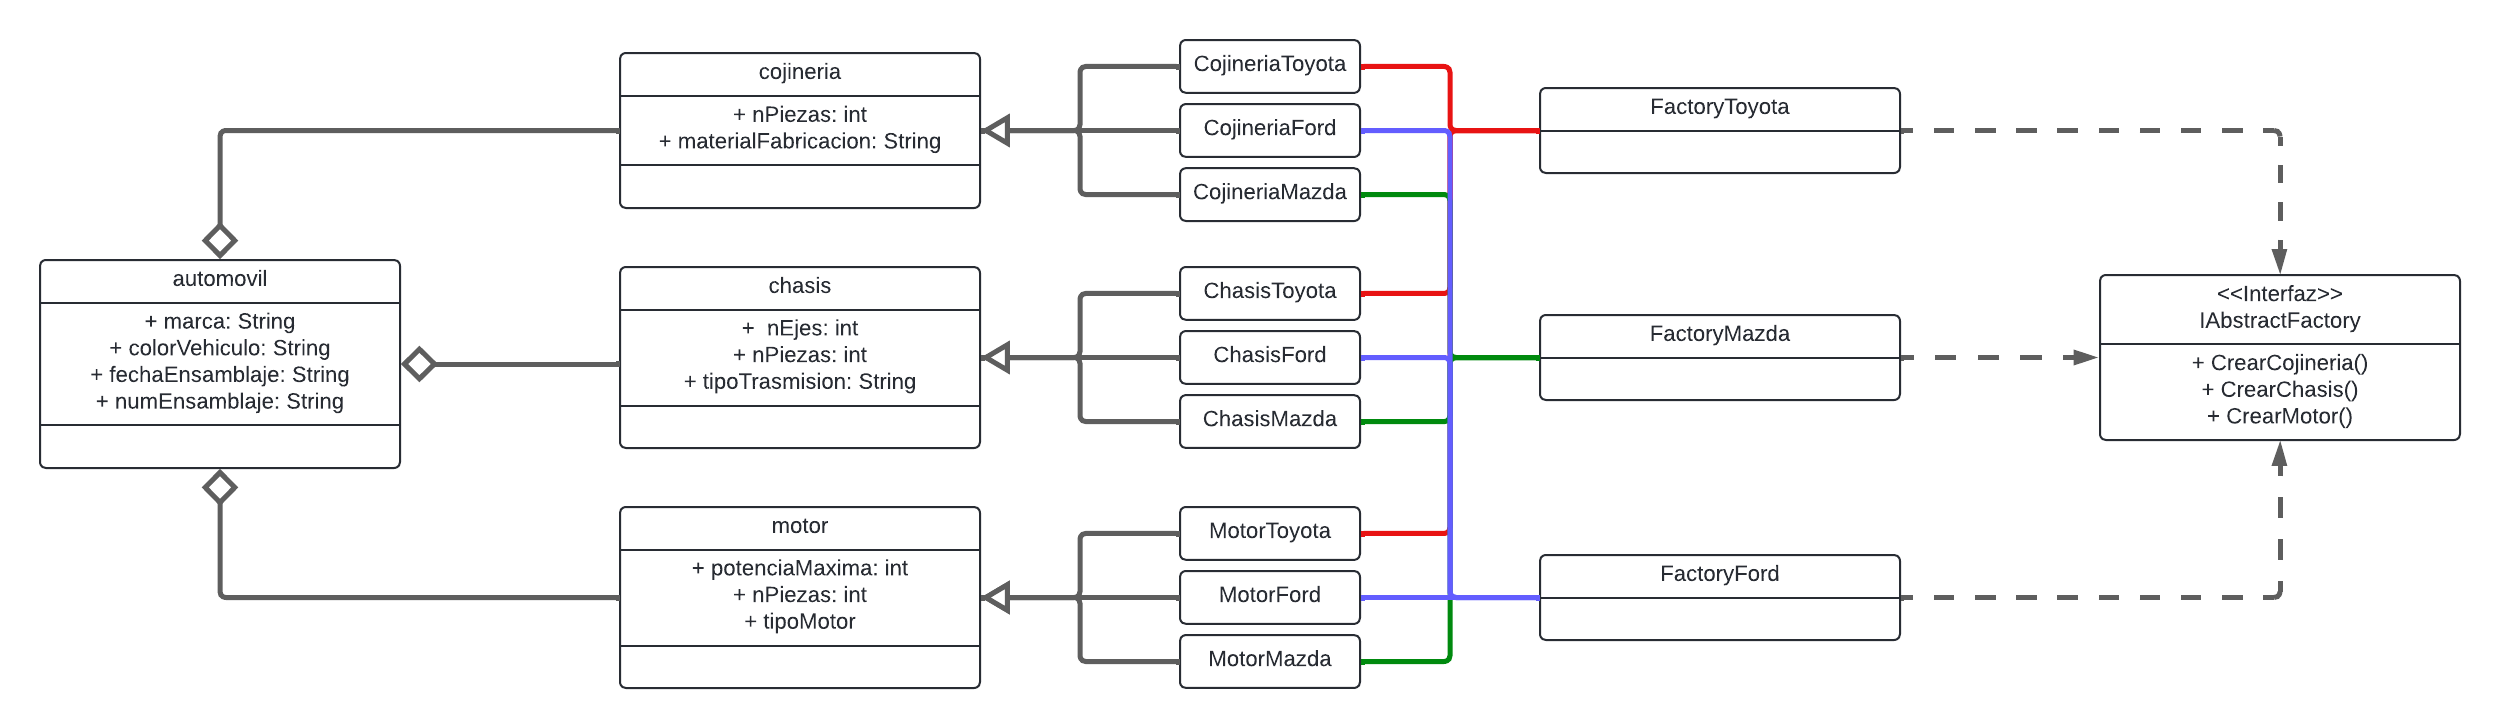 cojineria
+ nPiezas: int
+ materialFabricacion: String
automovil
+ marca: String
+ colorVehiculo: String
+ fechaEnsamblaje: String
+ numEnsamblaje: String
chasis
+  nEjes: int
+ nPiezas: int
+ tipoTrasmision: String
motor
+ potenciaMaxima: int
+ nPiezas: int
+ tipoMotor
CojineriaToyota
CojineriaFord
CojineriaMazda
ChasisToyota
ChasisFord
ChasisMazda
MotorToyota
MotorFord
MotorMazda
FactoryToyota
FactoryMazda
FactoryFord
<<Interfaz>>
IAbstractFactory
+ CrearCojineria()
+ CrearChasis()
+ CrearMotor()